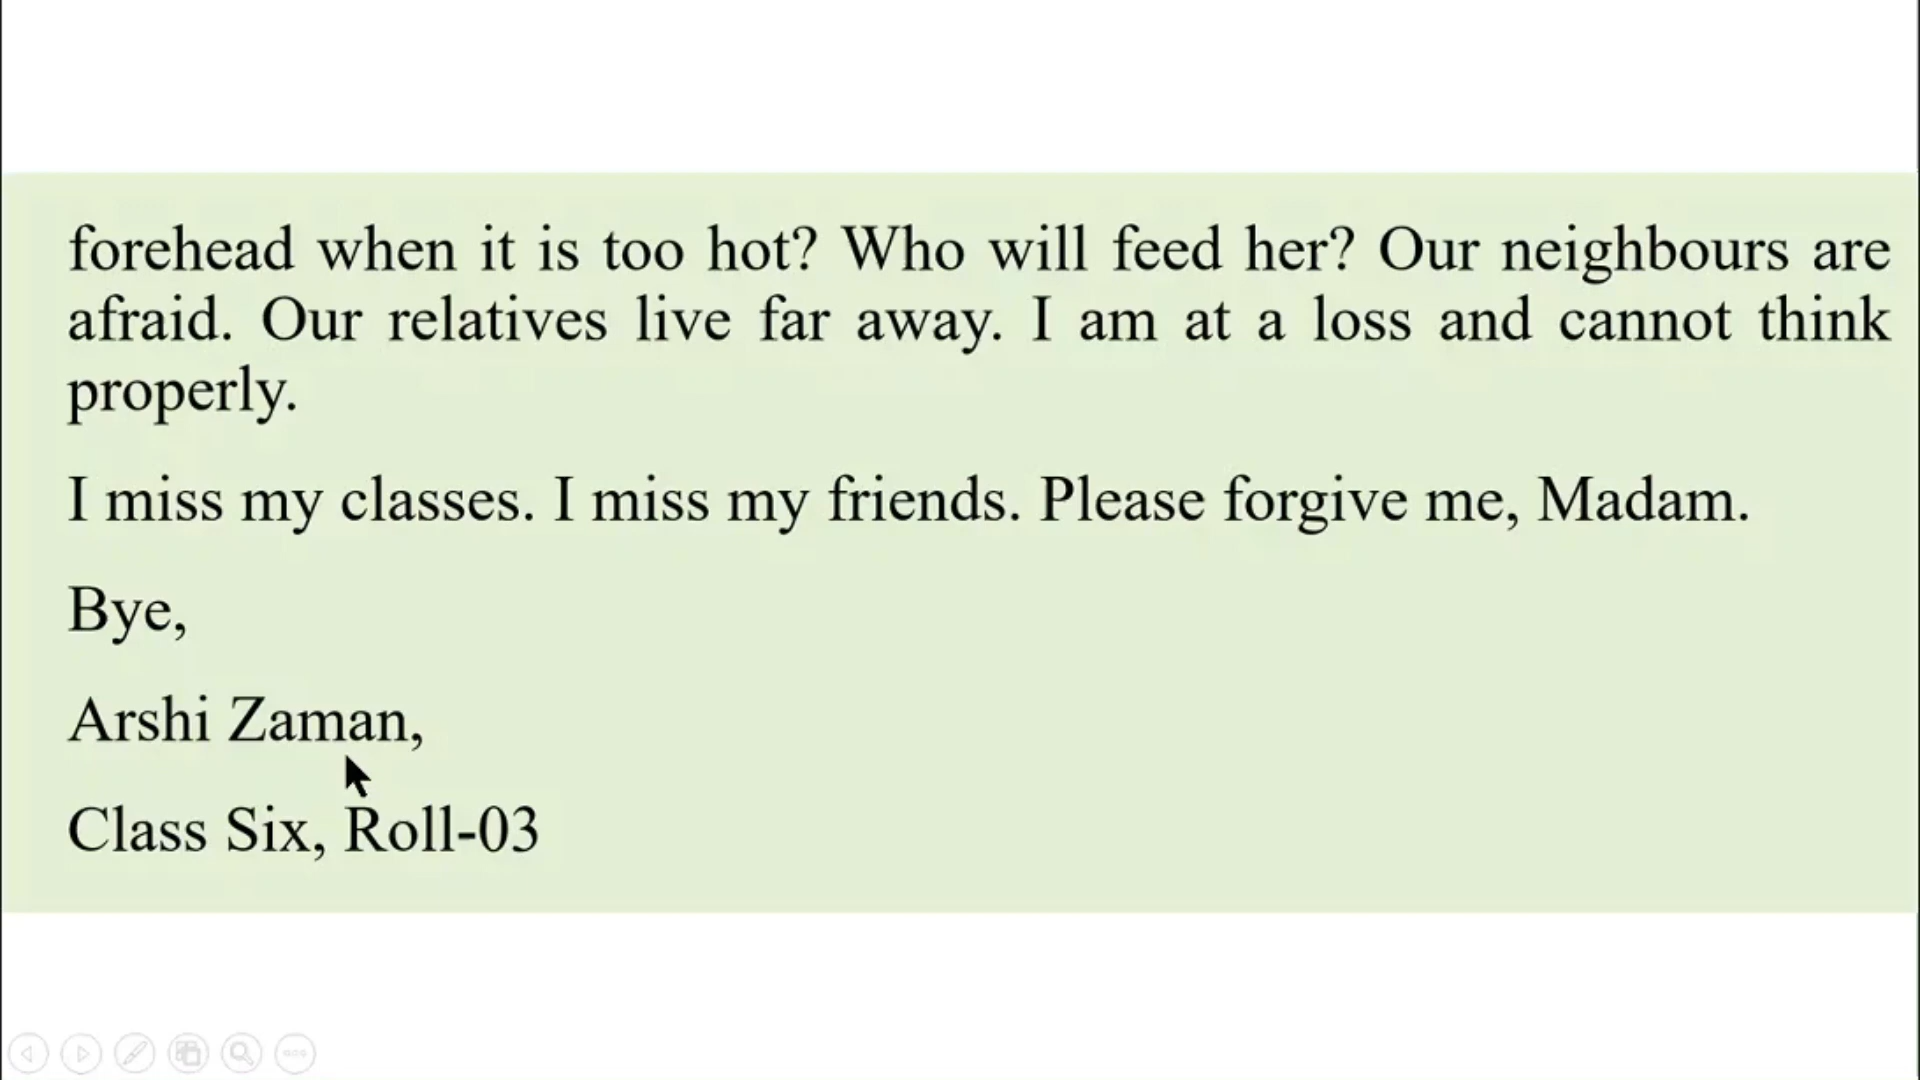 forehead when it is too hot? Who will feed her? Our neighbours are
afraid. Our relatives live far away. I am at a loss and cannot think
properly.
I miss my classes. I miss my friends. Please forgive me, Madam.
Bye,
Arshi Zaman,
Class Six, Roll-03